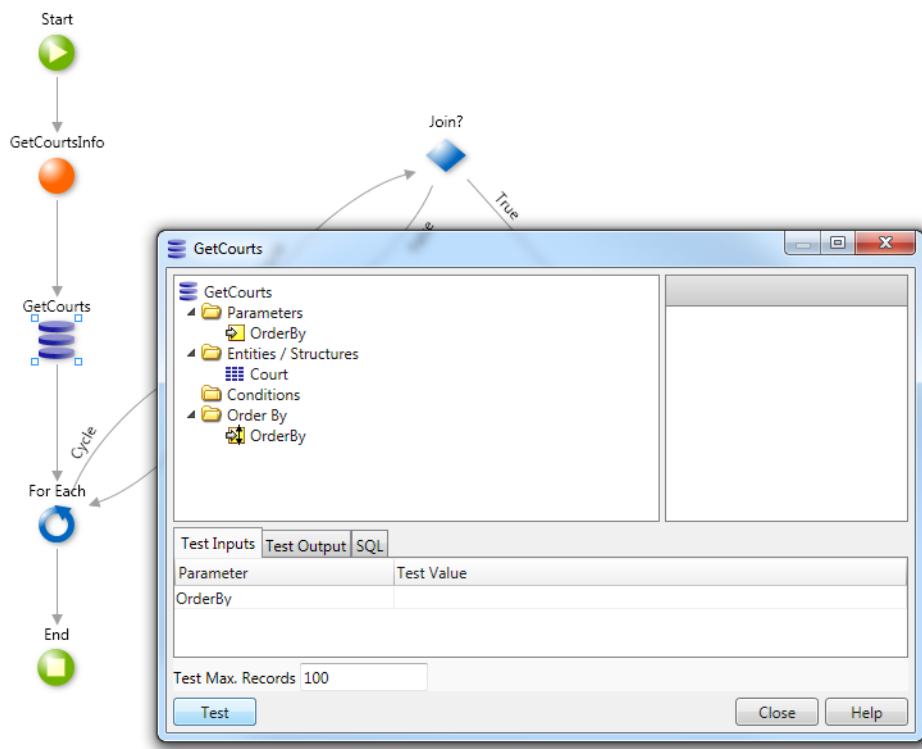 Start
GetCourtsInfo
Join?
True
GetCourts
GetCourts
GetCourts
Parameters
OrderBy
Entities / Structures
Court
Conditions
Order By
OrderBy
Cycle
For Each
End
Test Inputs Test Output SQL
Parameter Test Value
OrderBy
Test Max. Records 100
Test Close Help